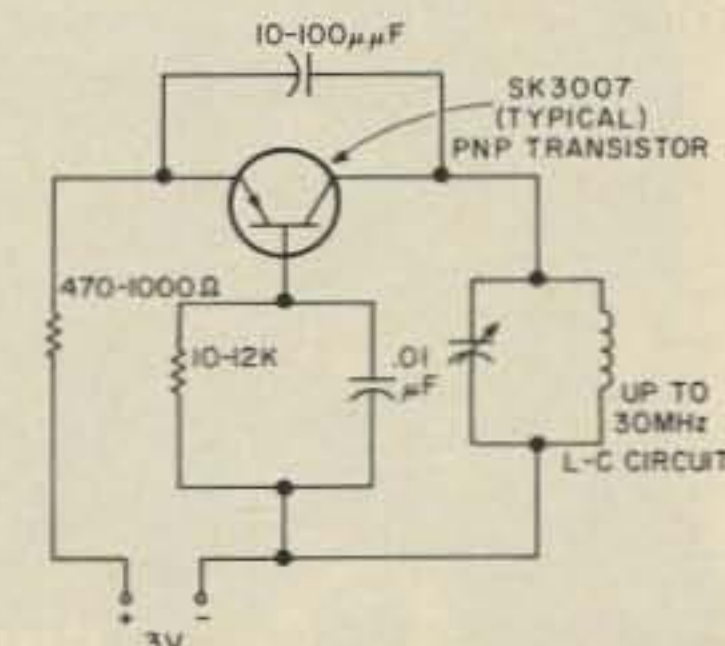 10-100μμF
SK3007
(TYPICAL)
PNP TRANSISTOR
470-1000Ω
10-12K
.01
μF
UP TO
30MHz
L-C CIRCUIT
+ -
3V